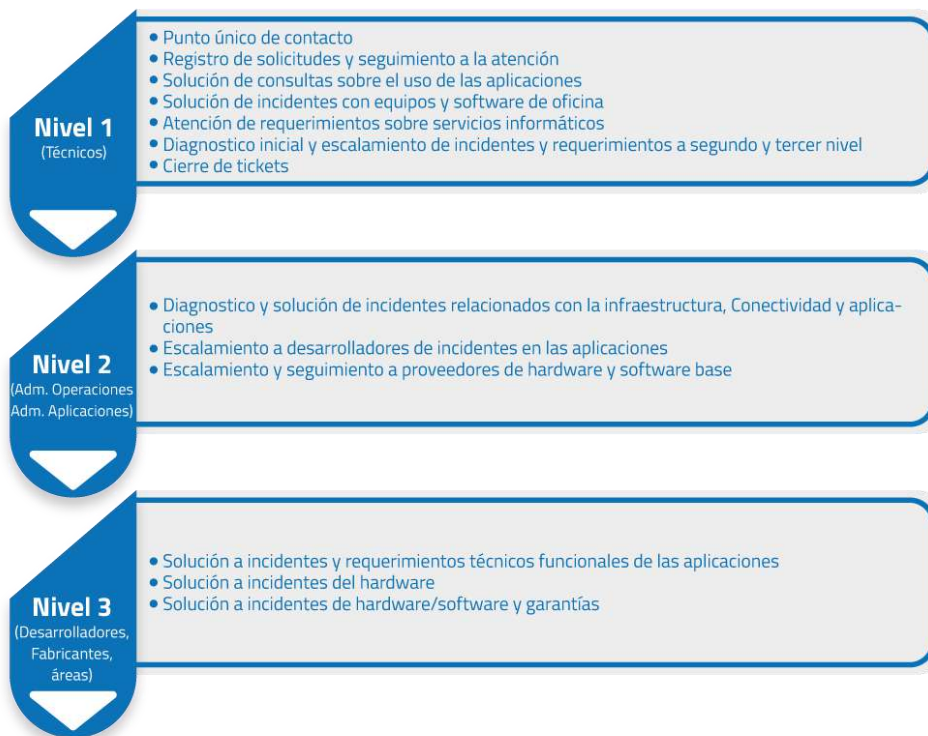 Nivel 1
(Técnicos)
• Punto único de contacto
• Registro de solicitudes y seguimiento a la atención
• Solución de consultas sobre el uso de las aplicaciones
• Solución de incidentes con equipos y software de oficina
• Atención de requerimientos sobre servicios informáticos
• Diagnostico inicial y escalamiento de incidentes y requerimientos a segundo y tercer nivel
• Cierre de tickets
Nivel 2
(Adm. Operaciones
Adm. Aplicaciones)
• Diagnostico y solución de incidentes relacionados con la infraestructura, Conectividad y aplica-
ciones
• Escalamiento a desarrolladores de incidentes en las aplicaciones
• Escalamiento y seguimiento a proveedores de hardware y software base
Nivel 3
(Desarrolladores,
Fabricantes,
áreas)
• Solución a incidentes y requerimientos técnicos funcionales de las aplicaciones
• Solución a incidentes del hardware
• Solución a incidentes de hardware/software y garantías